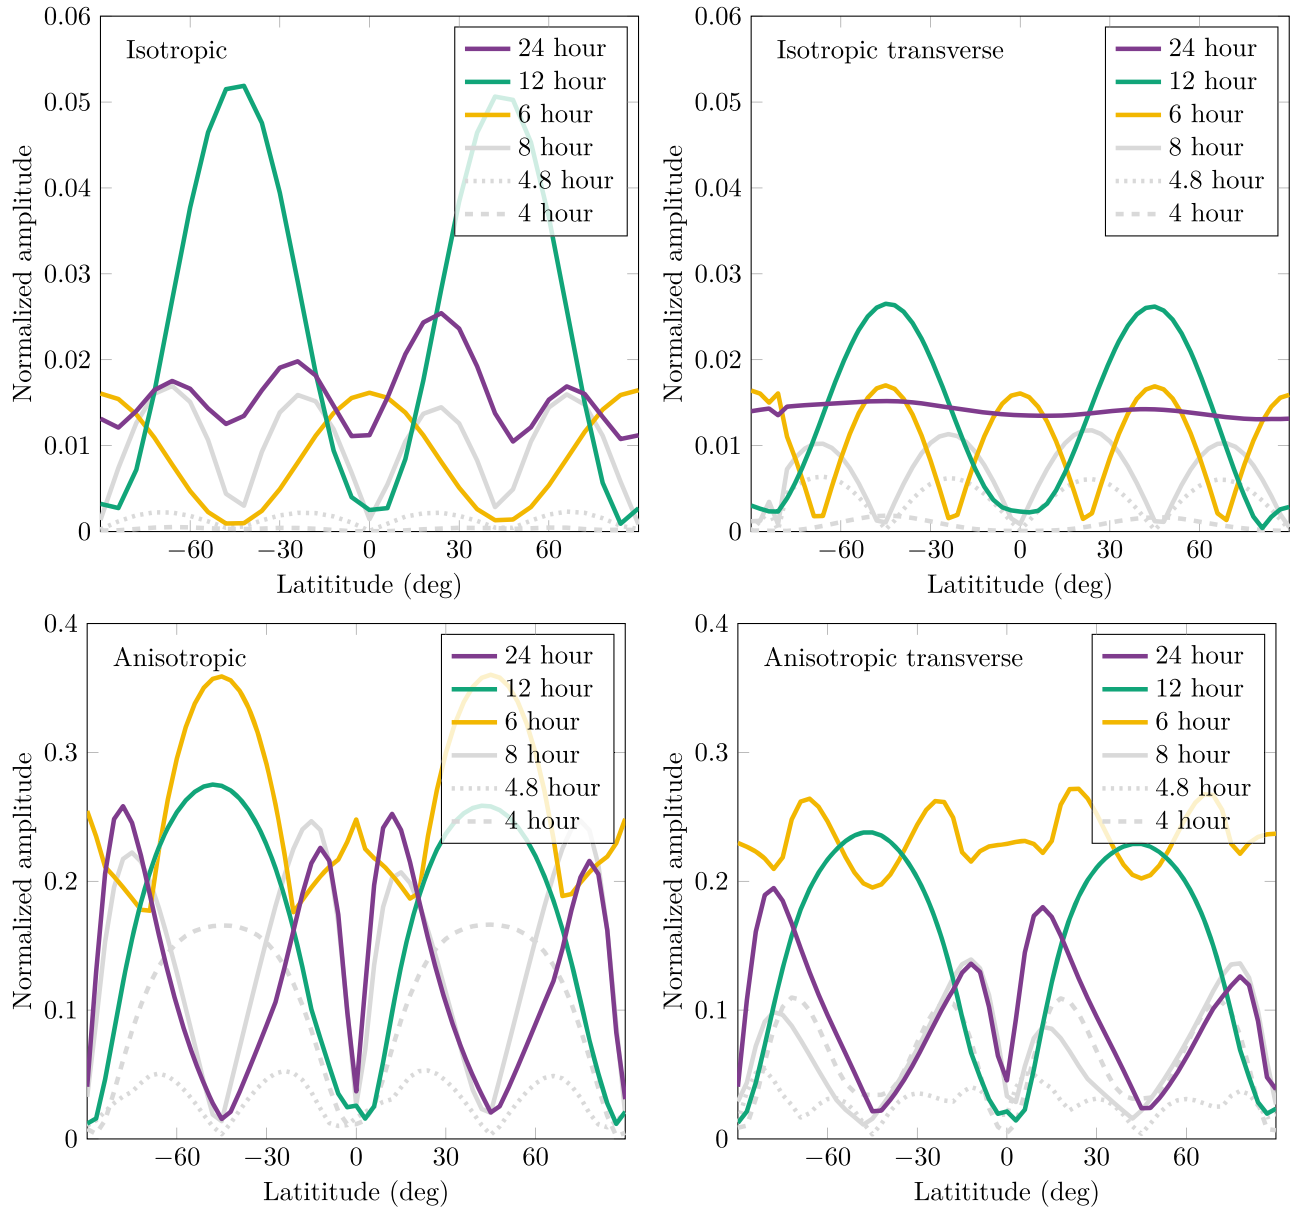 0.06
0.05
0.04
0.03
0.02
0.01
0
Normalized amplitude
Isotropic
24 hour
12 hour
6 hour
8 hour
4.8 hour
4 hour
−60
−30
0
30
60
Latititude (deg)
0.06
0.05
0.04
0.03
0.02
0.01
0
Normalized amplitude
Isotropic transverse
24 hour
12 hour
6 hour
8 hour
4.8 hour
4 hour
−60
−30
0
30
60
Latititude (deg)
0.4
0.3
0.2
0.1
0
Normalized amplitude
Anisotropic
24 hour
12 hour
6 hour
8 hour
4.8 hour
4 hour
−60
−30
0
30
60
Latititude (deg)
0.4
0.3
0.2
0.1
0
Normalized amplitude
Anisotropic transverse
24 hour
12 hour
6 hour
8 hour
4.8 hour
4 hour
−60
−30
0
30
60
Latititude (deg)